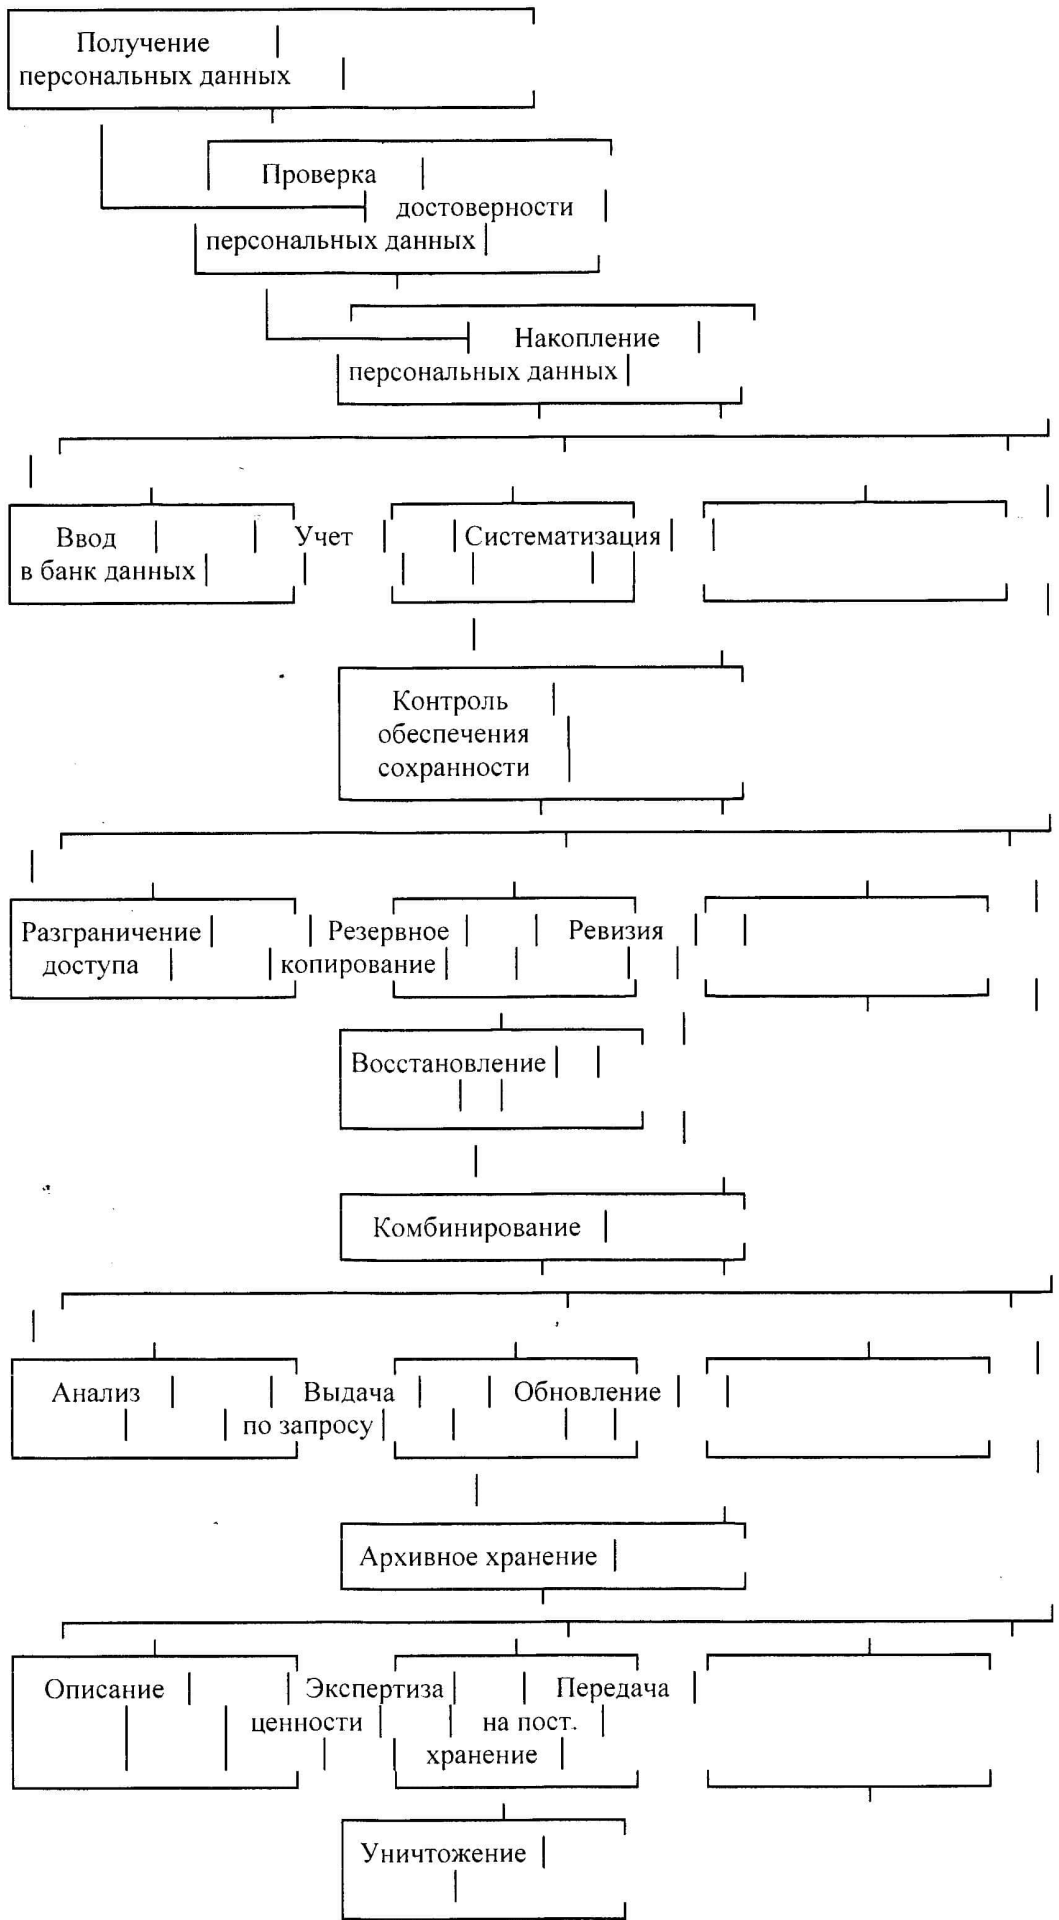 Получение
персональных данных
Проверка
достоверности
персональных данных
Накопление
персональных данных
Ввод Учет Систематизация
в банк данных
Контроль
обеспечения
сохранности
Разграничение Резервное Ревизия
доступа копирование
Восстановление
Комбинирование
Анализ Выдача Обновление
по запросу
Архивное хранение
Описание Экспертиза Передача
ценности на пост.
хранение
Уничтожение